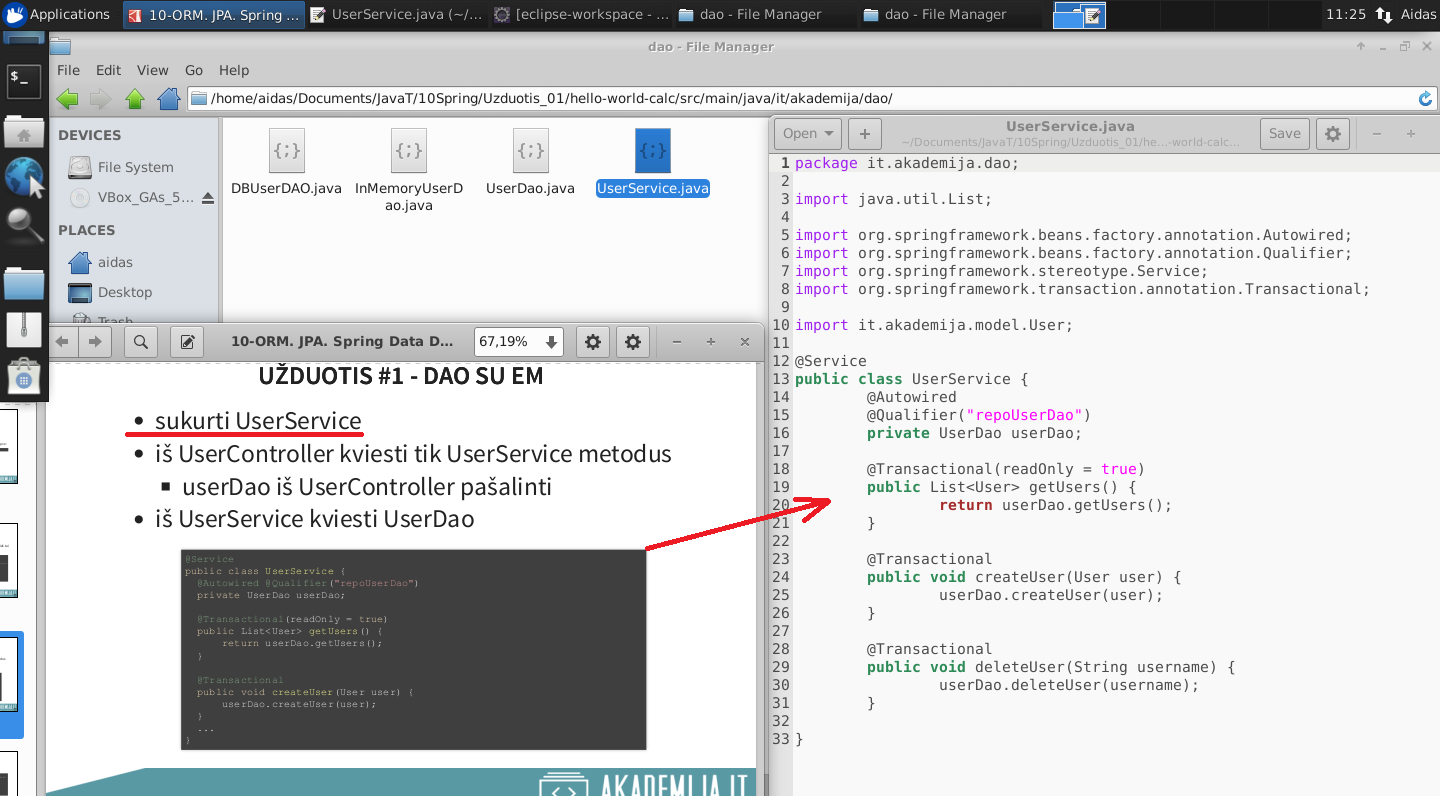 Applications
10-ORM. JPA. Spring ...
UserService.java (~/...
[eclipse-workspace - ...
dao - File Manager
dao - File Manager
11:25
Aidas
dao - File Manager
File Edit View Go Help
/home/aidas/Documents/JavaT/10Spring/Uzduotis_01/hello-world-calc/src/main/java/it/akademija/dao/
DEVICES
File System
VBox_GAs_5...
PLACES
aidas
Desktop
Trash
DBUserDAO.java
InMemoryUserD
ao.java
UserDao.java
UserService.java
10-ORM. JPA. Spring Data D...
67,19%
UŽDUOTIS #1 - DAO SU EM
• sukurti UserService
• iš UserController kviesti tik UserService metodus
▪ userDao iš UserController pašalinti
• iš UserService kviesti UserDao
@Service
public class UserService {
@Autowired @Qualifier("repoUserDao")
private UserDao userDao;
@Transactional(readOnly = true)
public List<User> getUsers() {
return userDao.getUsers();
}
@Transactional
public void createUser(User user) {
userDao.createUser(user);
}
...
}
AKADEMIJA.IT
Open
UserService.java
~/Documents/JavaT/10Spring/Uzduotis_01/he...-world-calc...
Save
1 package it.akademija.dao;
2
3 import java.util.List;
4
5 import org.springframework.beans.factory.annotation.Autowired;
6 import org.springframework.beans.factory.annotation.Qualifier;
7 import org.springframework.stereotype.Service;
8 import org.springframework.transaction.annotation.Transactional;
9
10 import it.akademija.model.User;
11
12 @Service
13 public class UserService {
14 @Autowired
15 @Qualifier("repoUserDao")
16 private UserDao userDao;
17
18 @Transactional(readOnly = true)
19 public List<User> getUsers() {
20 return userDao.getUsers();
21 }
22
23 @Transactional
24 public void createUser(User user) {
25 userDao.createUser(user);
26 }
27
28 @Transactional
29 public void deleteUser(String username) {
30 userDao.deleteUser(username);
31 }
32
33 }